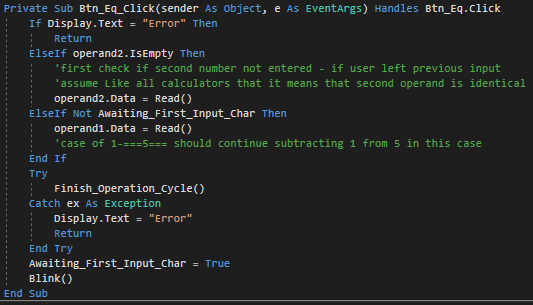 Private Sub Btn_Eq_Click(sender As Object, e As EventArgs) Handles Btn_Eq.Click
If Display.Text = "Error" Then
Return
ElseIf operand2.IsEmpty Then
'first check if second number not entered - if user left previous input
'assume Like all calculators that it means that second operand is identical
operand2.Data = Read()
ElseIf Not Awaiting_First_Input_Char Then
operand1.Data = Read()
'case of 1-===5=== should continue subtracting 1 from 5 in this case
End If
Try
Finish_Operation_Cycle()
Catch ex As Exception
Display.Text = "Error"
Return
End Try
Awaiting_First_Input_Char = True
Blink()
End Sub